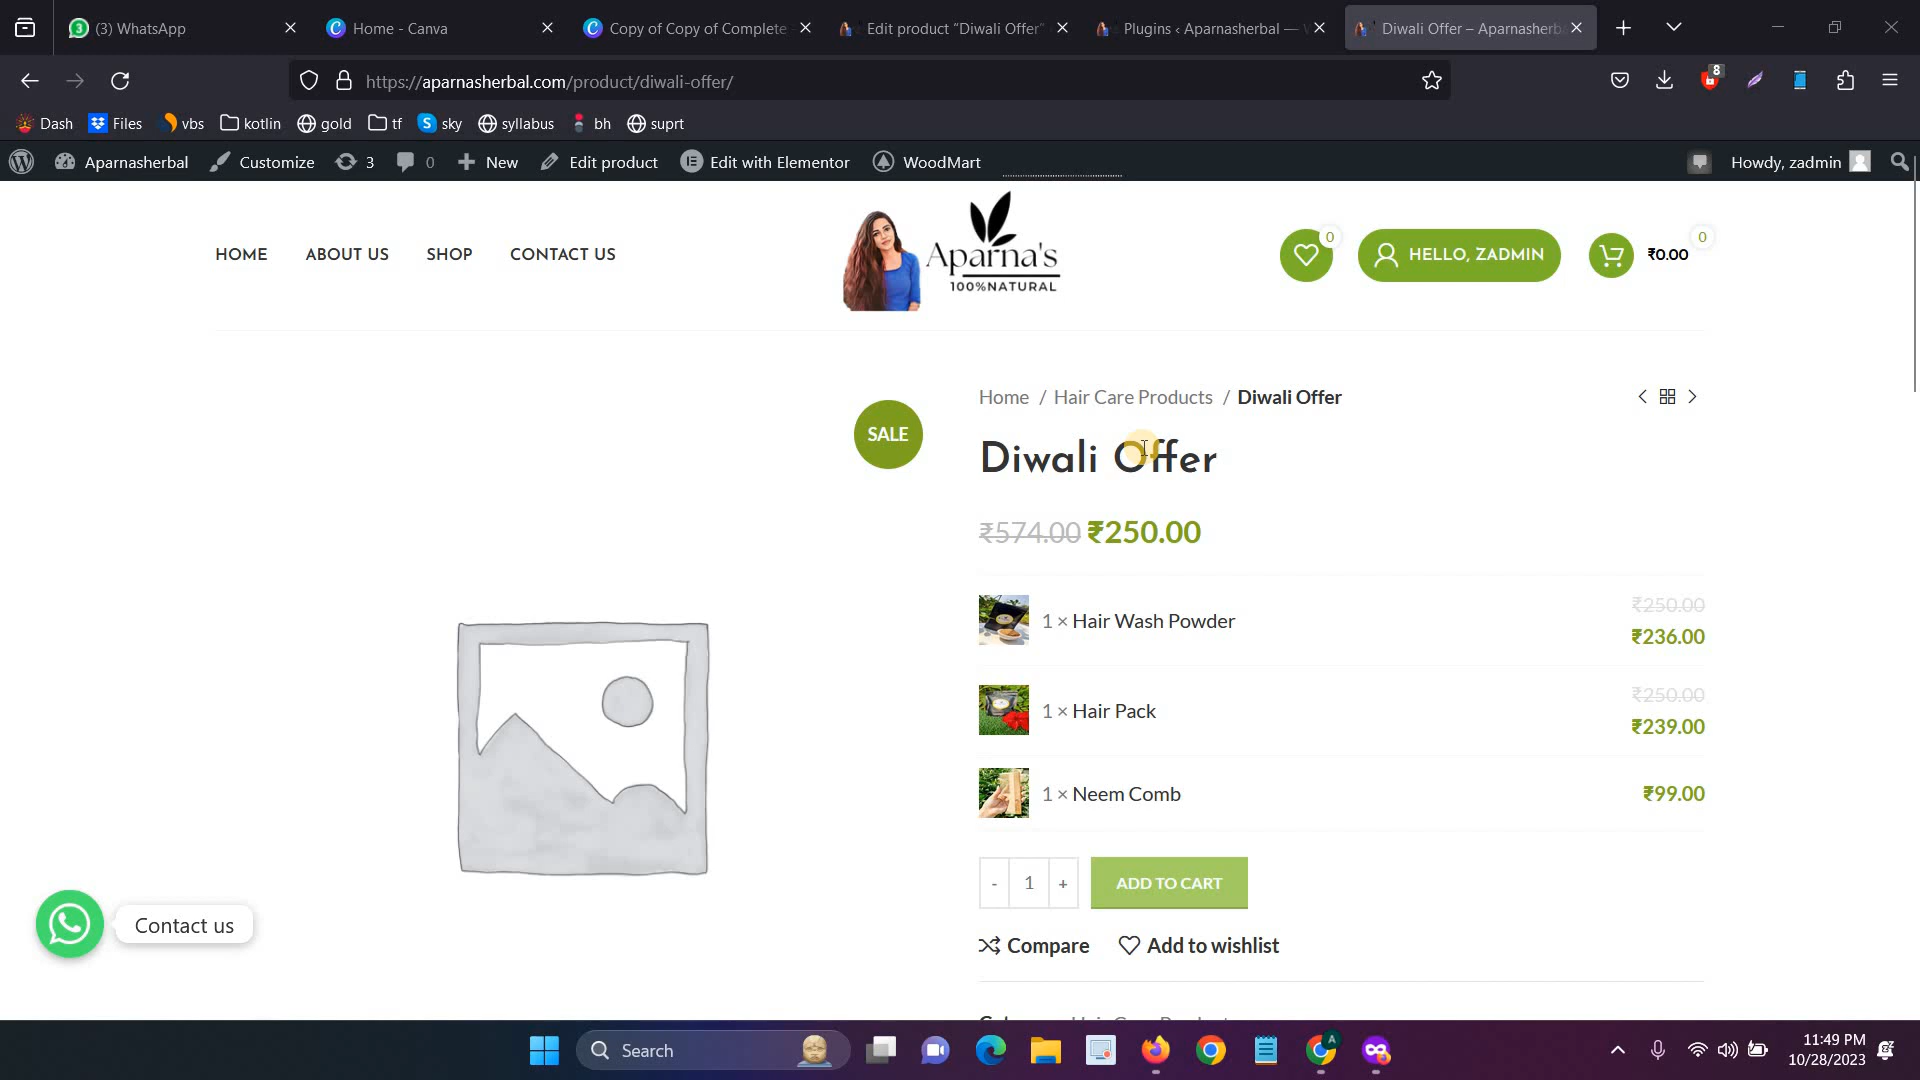 (3) WhatsApp
Home - Canva
Copy of Copy of Complete
Edit product “Diwali Offer”
Plugins ‹ Aparnasherbal —
Diwali Offer – Aparnasherba
https://aparnasherbal.com/product/diwali-offer/
8
Dash Files vbs kotlin gold tf sky syllabus bh suprt
Aparnasherbal Customize 3 0 New Edit product Edit with Elementor WoodMart Howdy, zadmin
HOME ABOUT US SHOP CONTACT US
Aparna's
100%NATURAL
0
HELLO, ZADMIN
₹0.00
0
SALE
Home / Hair Care Products / Diwali Offer
Diwali Offer
₹574.00 ₹250.00
1 × Hair Wash Powder
₹250.00
₹236.00
1 × Hair Pack
₹250.00
₹239.00
1 × Neem Comb
₹99.00
- 1 + ADD TO CART
Compare Add to wishlist
Contact us
Search
A
11:49 PM
10/28/2023